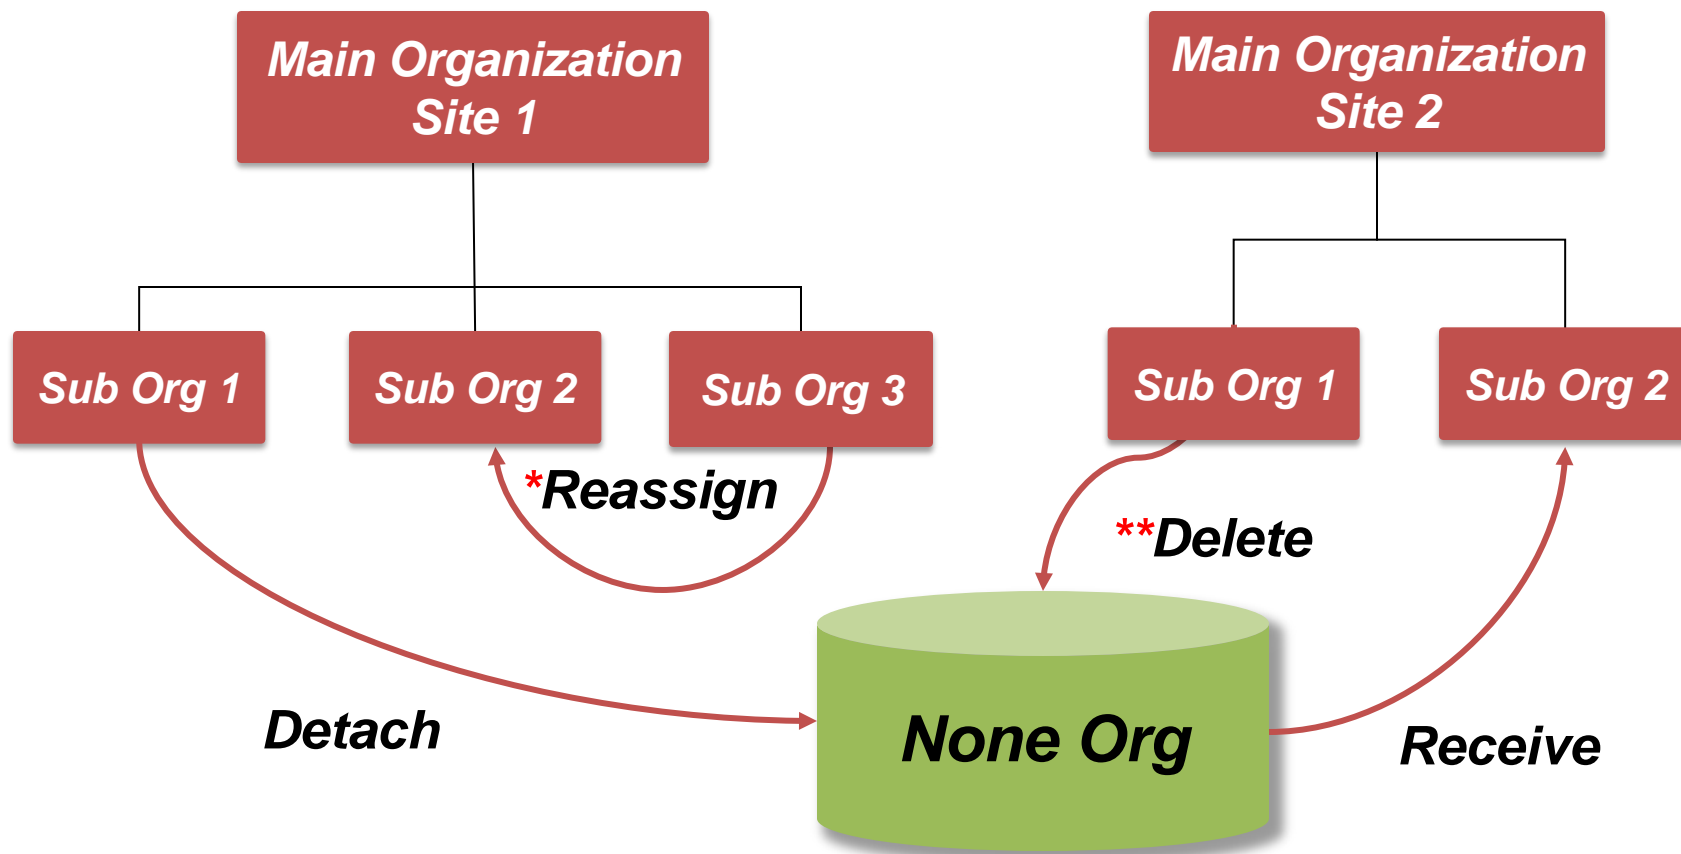 Main Organization
Site 1
Main Organization
Site 2
Sub Org 1
Sub Org 2
Sub Org 3
Sub Org 1
Sub Org 2
*Reassign
**Delete
Detach
None Org
Receive